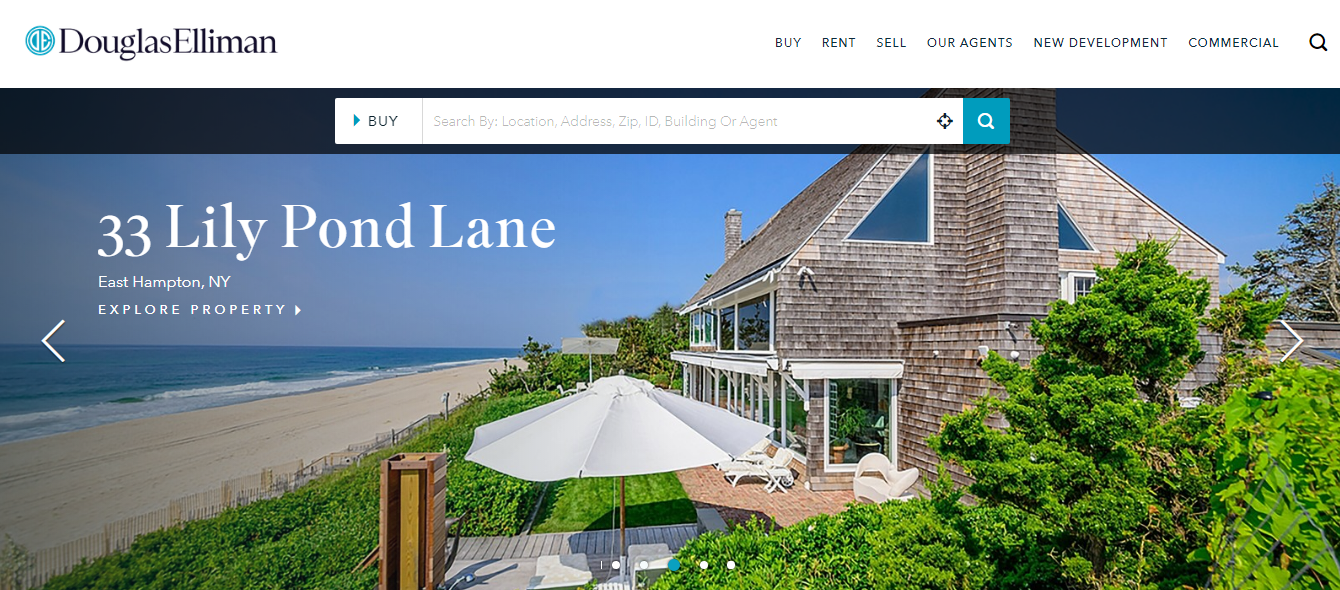 DE DouglasElliman
BUY RENT SELL OUR AGENTS NEW DEVELOPMENT COMMERCIAL
BUY Search By: Location, Address, Zip, ID, Building Or Agent
33 Lily Pond Lane
East Hampton, NY
EXPLORE PROPERTY